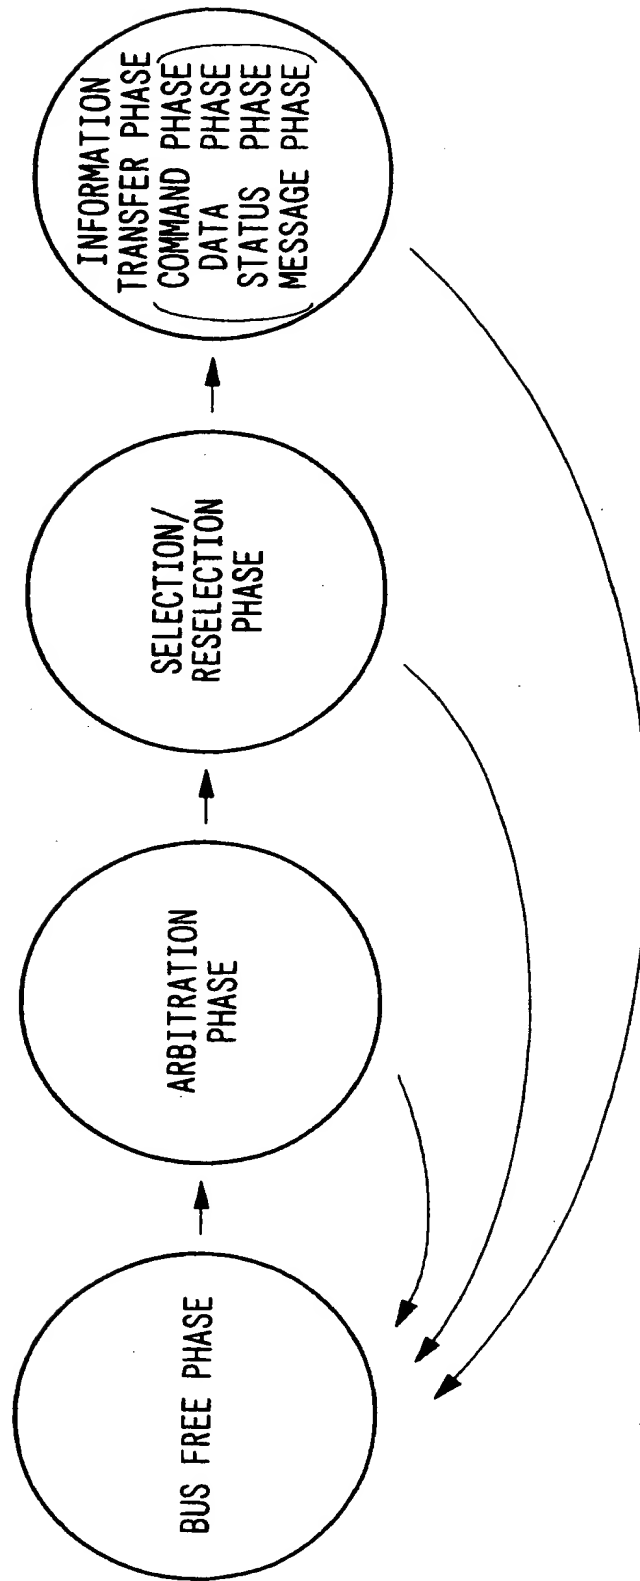 BUS FREE PHASE
ARBITRATION
PHASE
SELECTION/
RESELECTION
PHASE
INFORMATION
TRANSFER PHASE
COMMAND PHASE
DATA PHASE
STATUS PHASE
MESSAGE PHASE